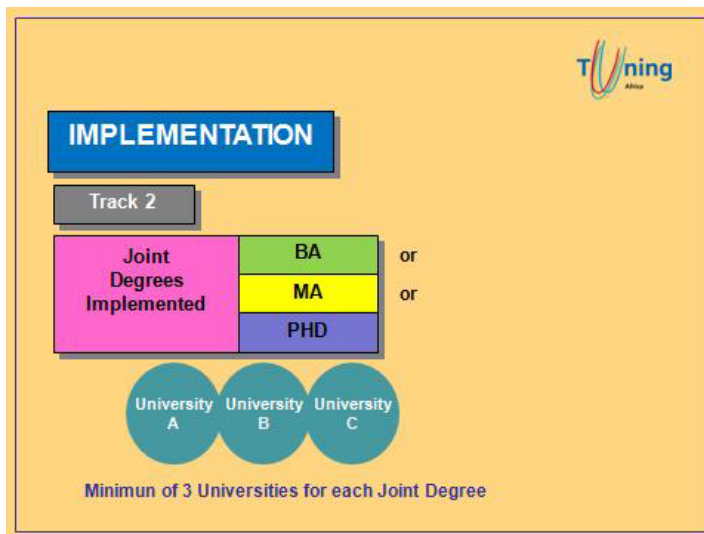 TUning
Africa
IMPLEMENTATION
Track 2
Joint
Degrees
Implemented
BA or
MA or
PHD
University University University
A B C
Minimun of 3 Universities for each Joint Degree